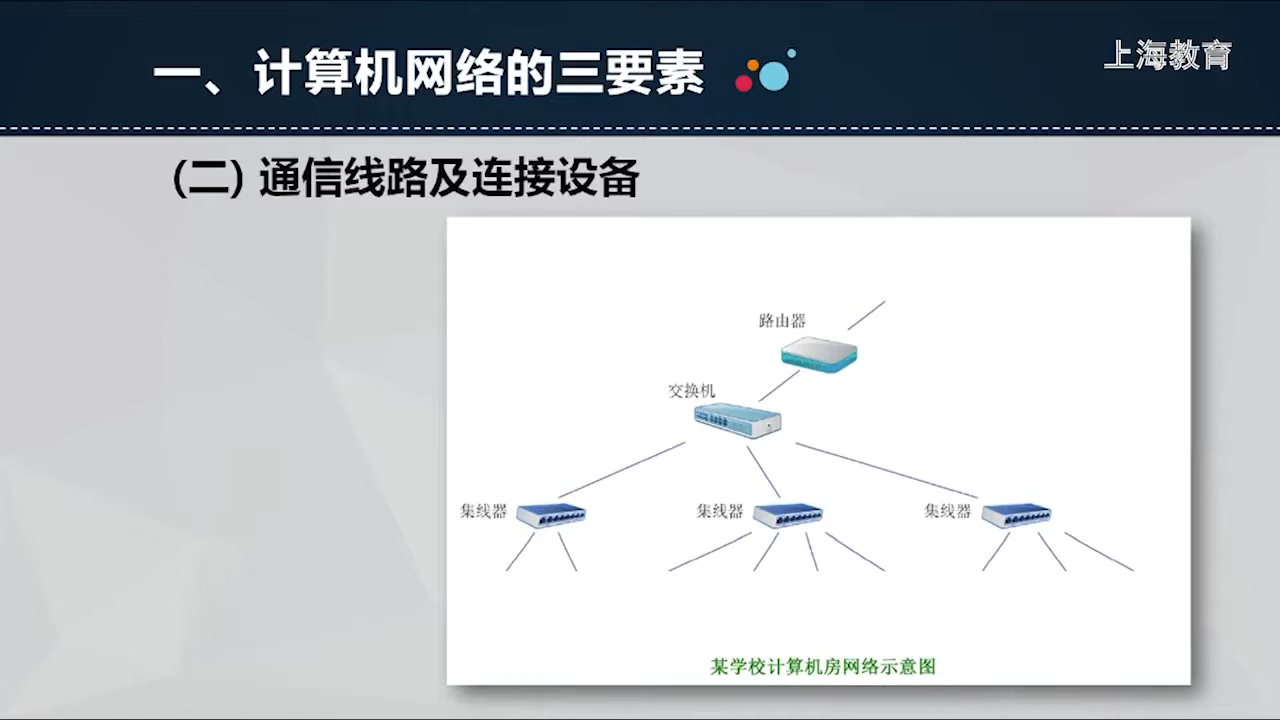 一、计算机网络的三要素
上海教育
(二) 通信线路及连接设备
路由器
交换机
集线器
集线器
集线器
某学校计算机房网络示意图